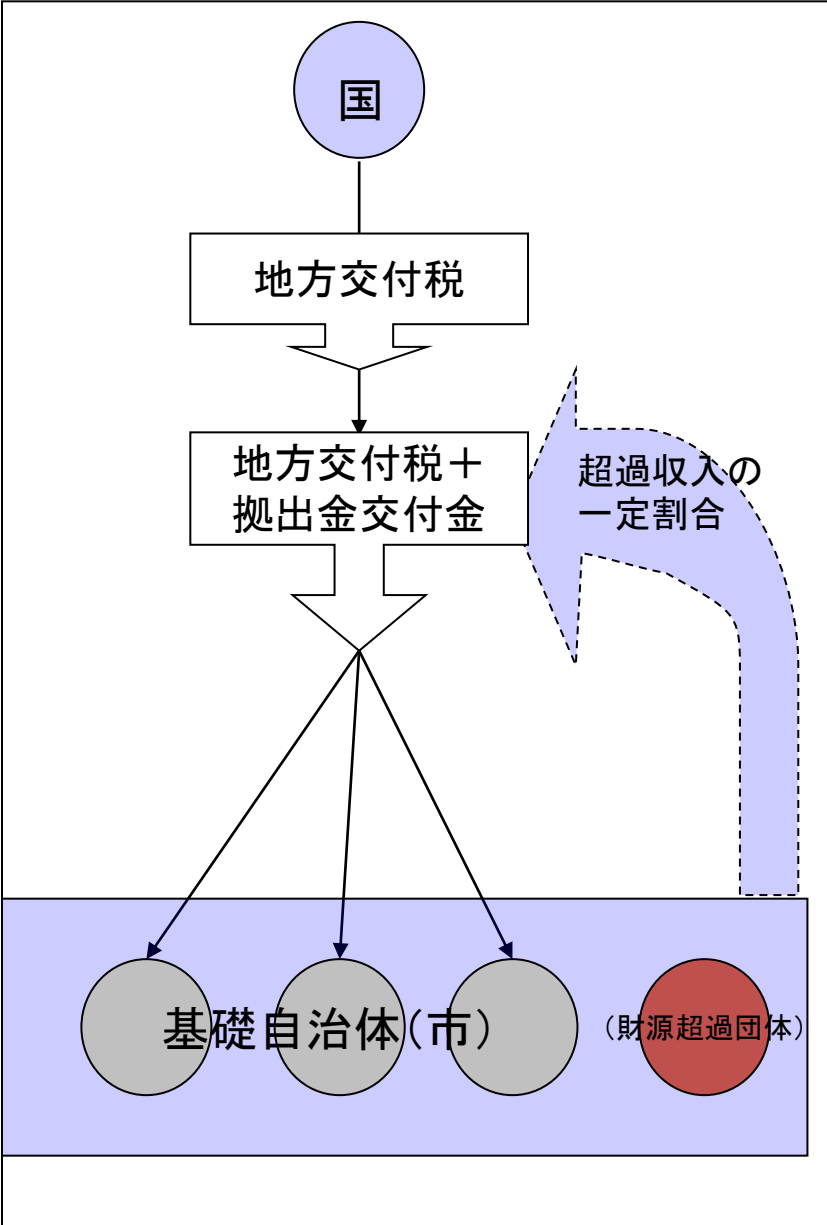 国
地方交付税
地方交付税＋
拠出金交付金
超過収入の
一定割合
基礎自治体（市）
（財源超過団体）